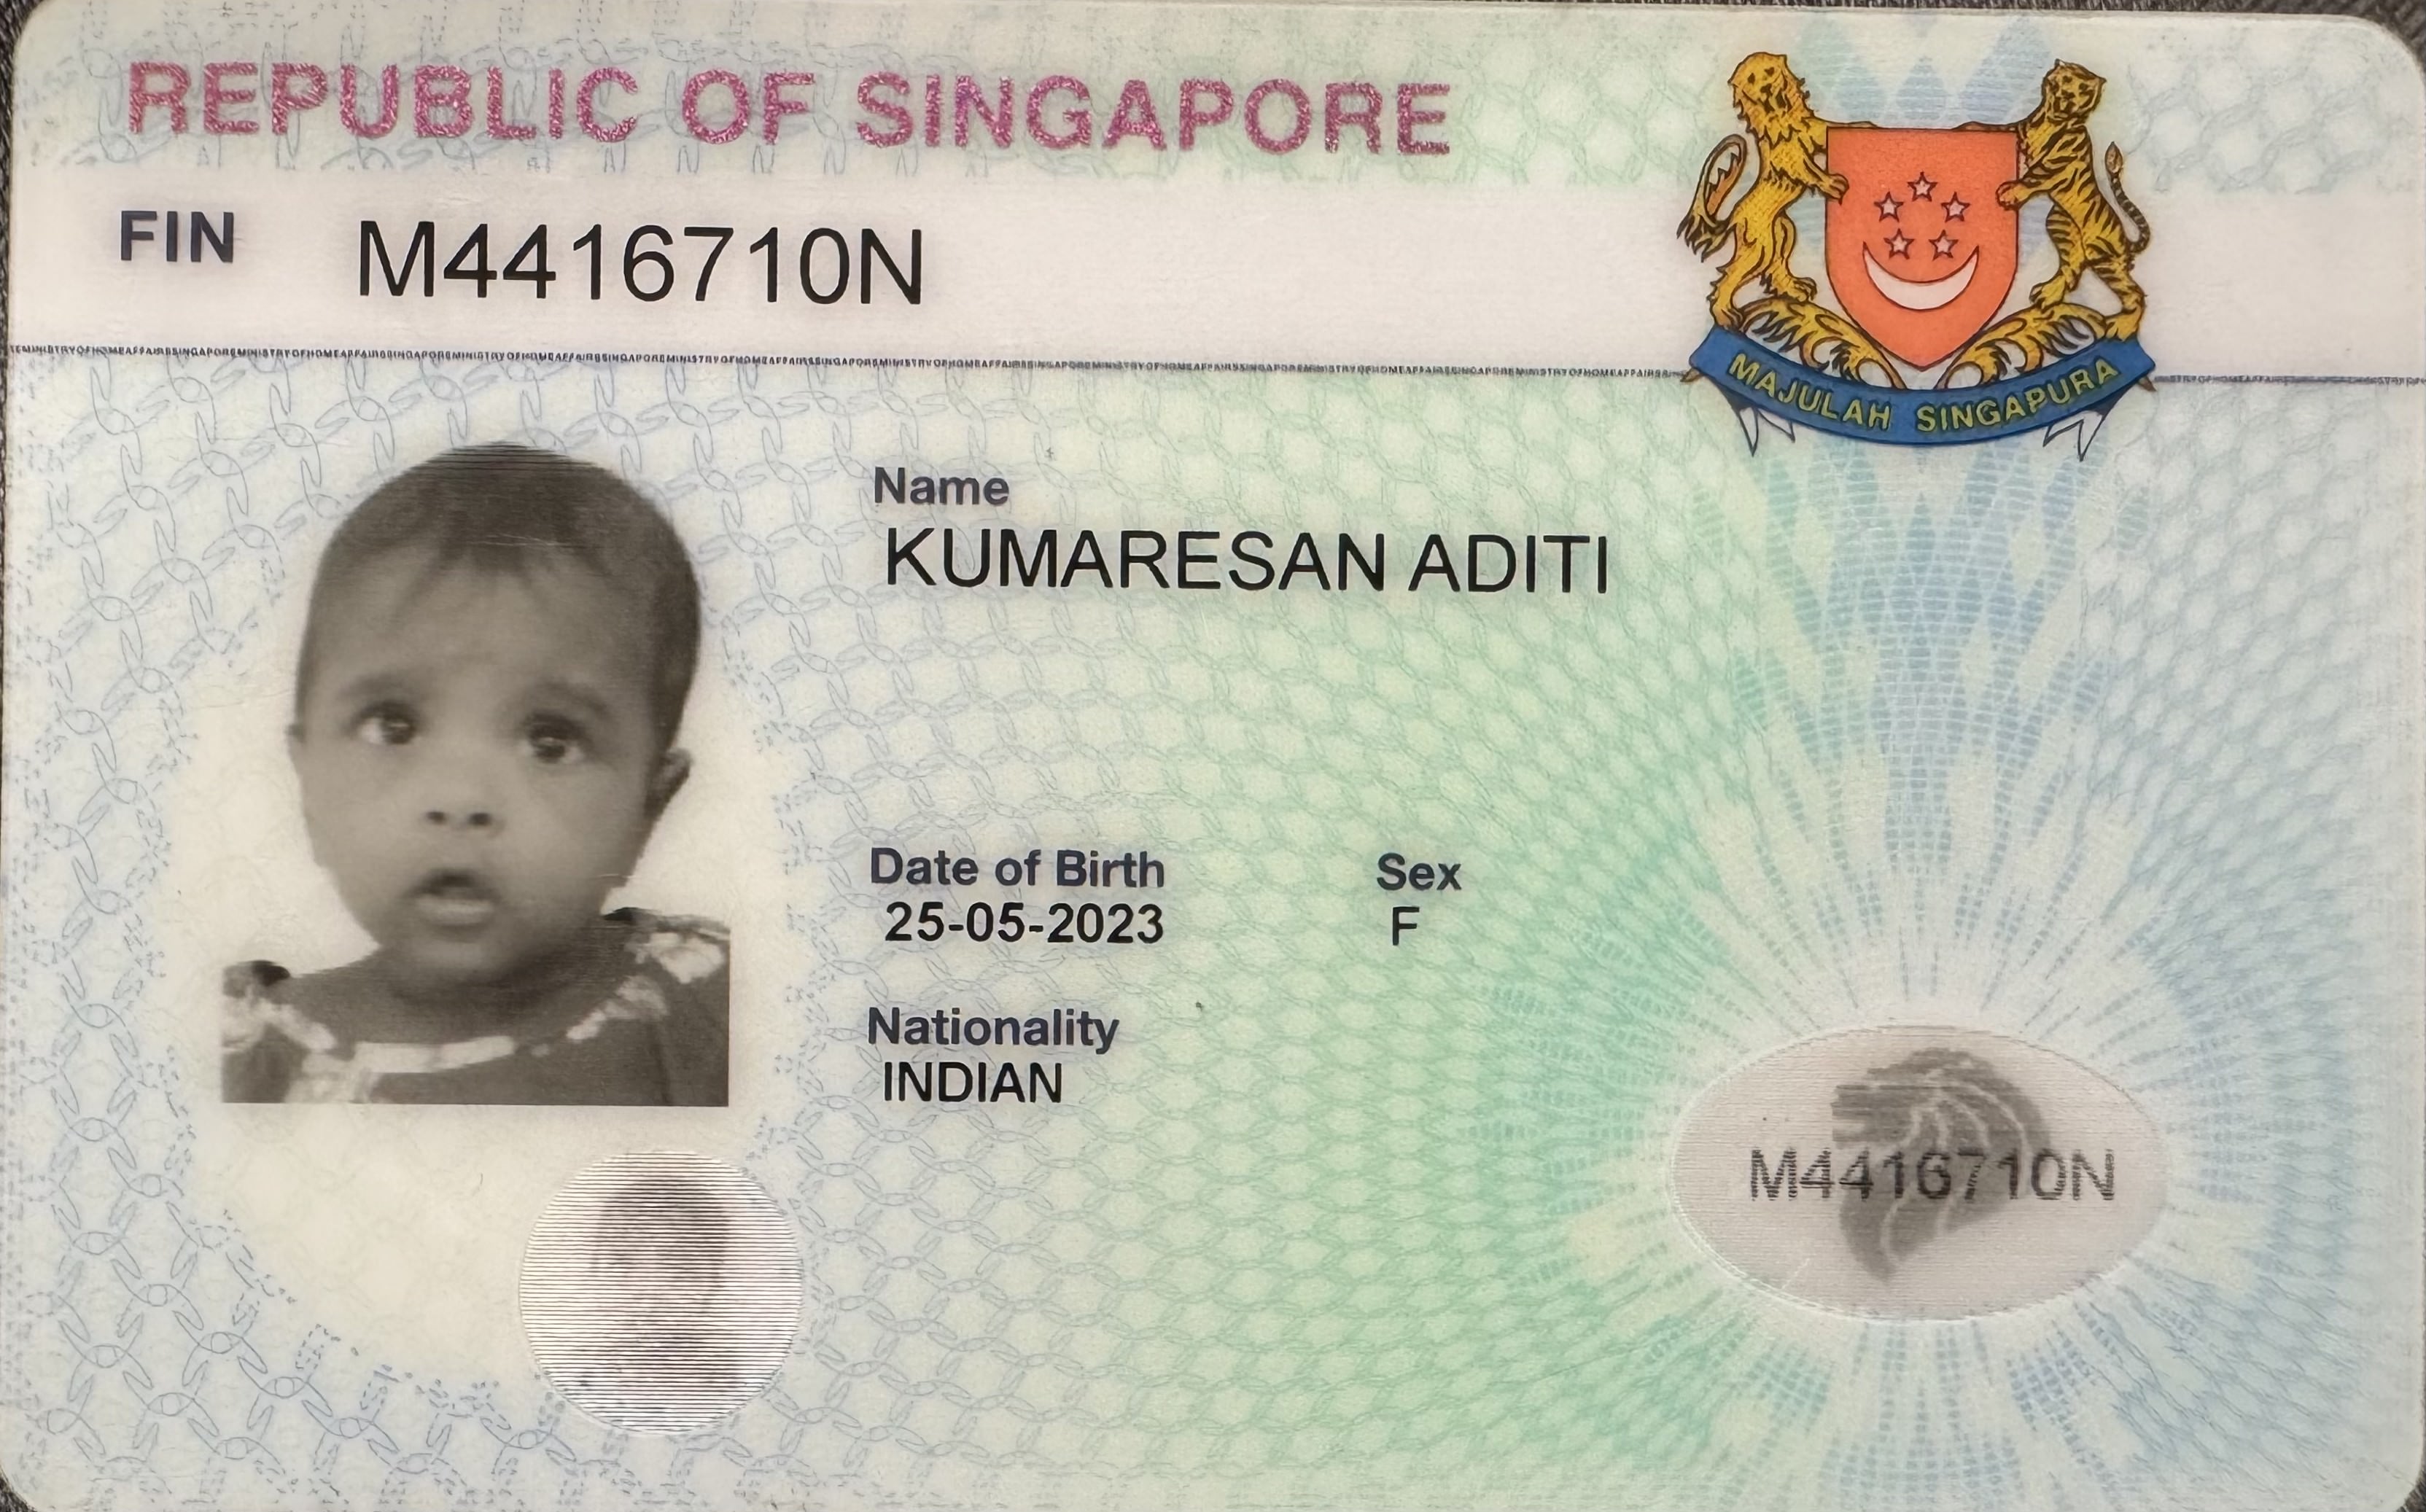 REPUBLIC OF SINGAPORE
FIN M4416710N
MAJULAH SINGAPURA
Name
KUMARESAN ADITI
Date of Birth Sex
25-05-2023 F
Nationality
INDIAN
M4416710N